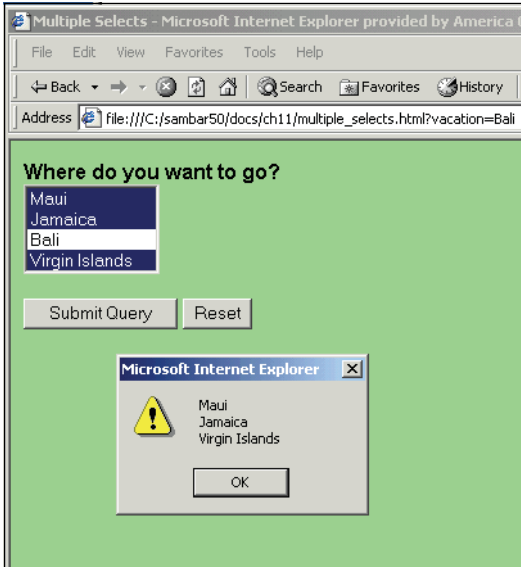 Multiple Selects - Microsoft Internet Explorer provided by America
File Edit View Favorites Tools Help
Back Search Favorites History
Address file:///C:/sambar50/docs/ch11/multiple_selects.html?vacation=Bali
Where do you want to go?
Maui
Jamaica
Bali
Virgin Islands
Submit Query Reset
Microsoft Internet Explorer
Maui
Jamaica
Virgin Islands
OK